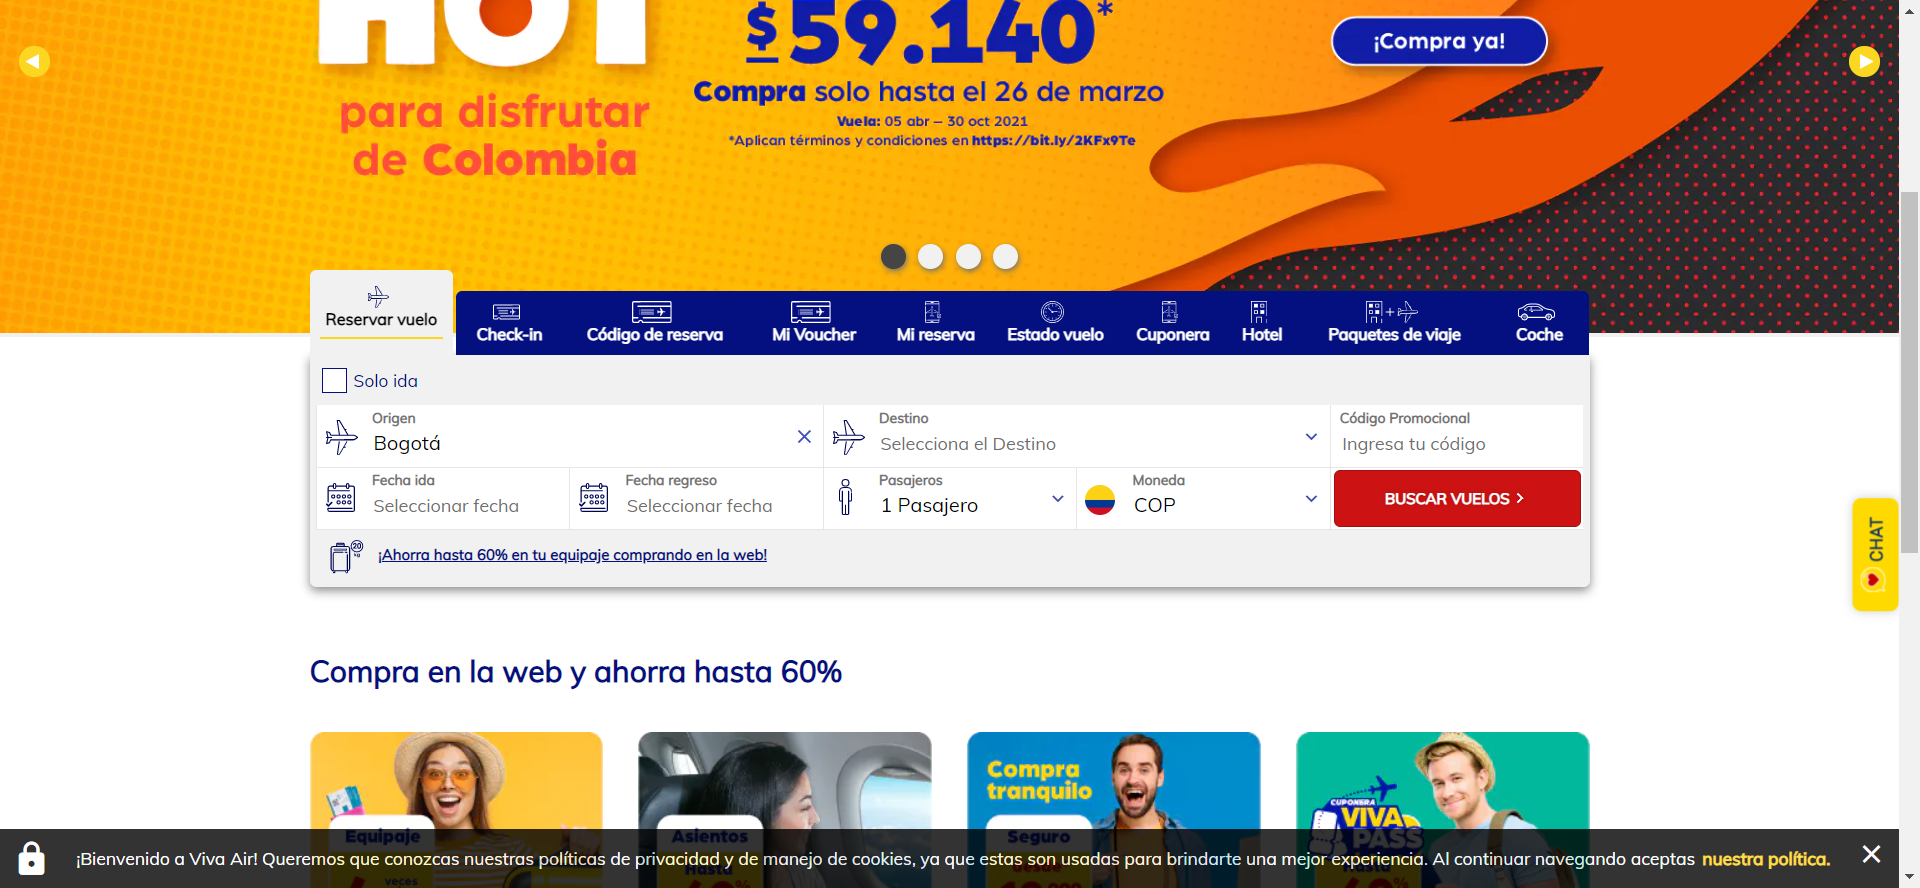 HOT
para disfrutar
de Colombia
$59.140*
Compra solo hasta el 26 de marzo
Vuela: 05 abr – 30 oct 2021
*Aplican términos y condiciones en https://bit.ly/2KFx9Te
¡Compra ya!
Reservar vuelo
Check-in
Código de reserva
Mi Voucher
Mi reserva
Estado vuelo
Cuponera
Hotel
Paquetes de viaje
Coche
Solo ida
Origen
Bogotá
Destino
Selecciona el Destino
Código Promocional
Ingresa tu código
Fecha ida
Seleccionar fecha
Fecha regreso
Seleccionar fecha
Pasajeros
1 Pasajero
Moneda
COP
BUSCAR VUELOS
20
kg
¡Ahorra hasta 60% en tu equipaje comprando en la web!
CHAT
Compra en la web y ahorra hasta 60%
Equipaje
veces
Asientos
Hasta
Compra
tranquilo
Seguro
desde
CUPONERA
VIVA
PASS
Hasta
¡Bienvenido a Viva Air! Queremos que conozcas nuestras políticas de privacidad y de manejo de cookies, ya que estas son usadas para brindarte una mejor experiencia. Al continuar navegando aceptas nuestra política.